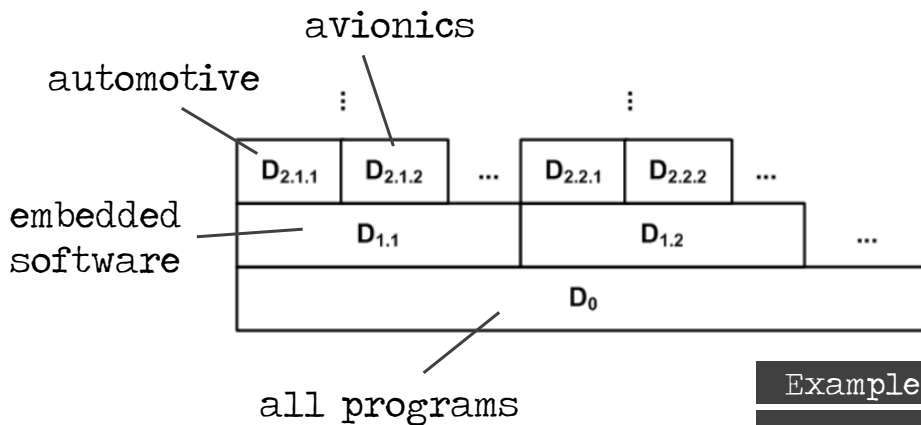 avionics
automotive
⋮ ⋮
D2.1.1 D2.1.2 ... D2.2.1 D2.2.2 ...
embedded
software
D1.1 D1.2 ...
D0
all programs
Example